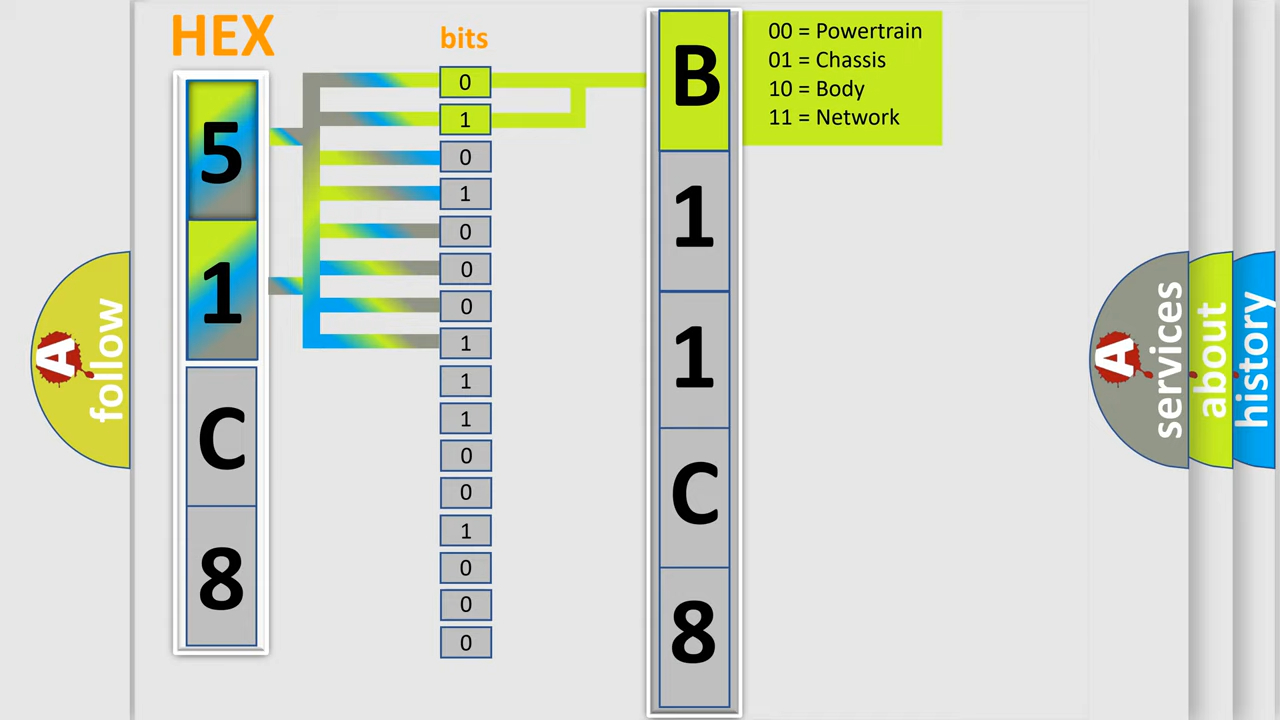 HEX
bits
5
1
C
8
0
1
0
1
0
0
0
1
1
1
0
0
1
0
0
0
B
1
1
C
8
00 = Powertrain
01 = Chassis
10 = Body
11 = Network
A
follow
A
services
about
history